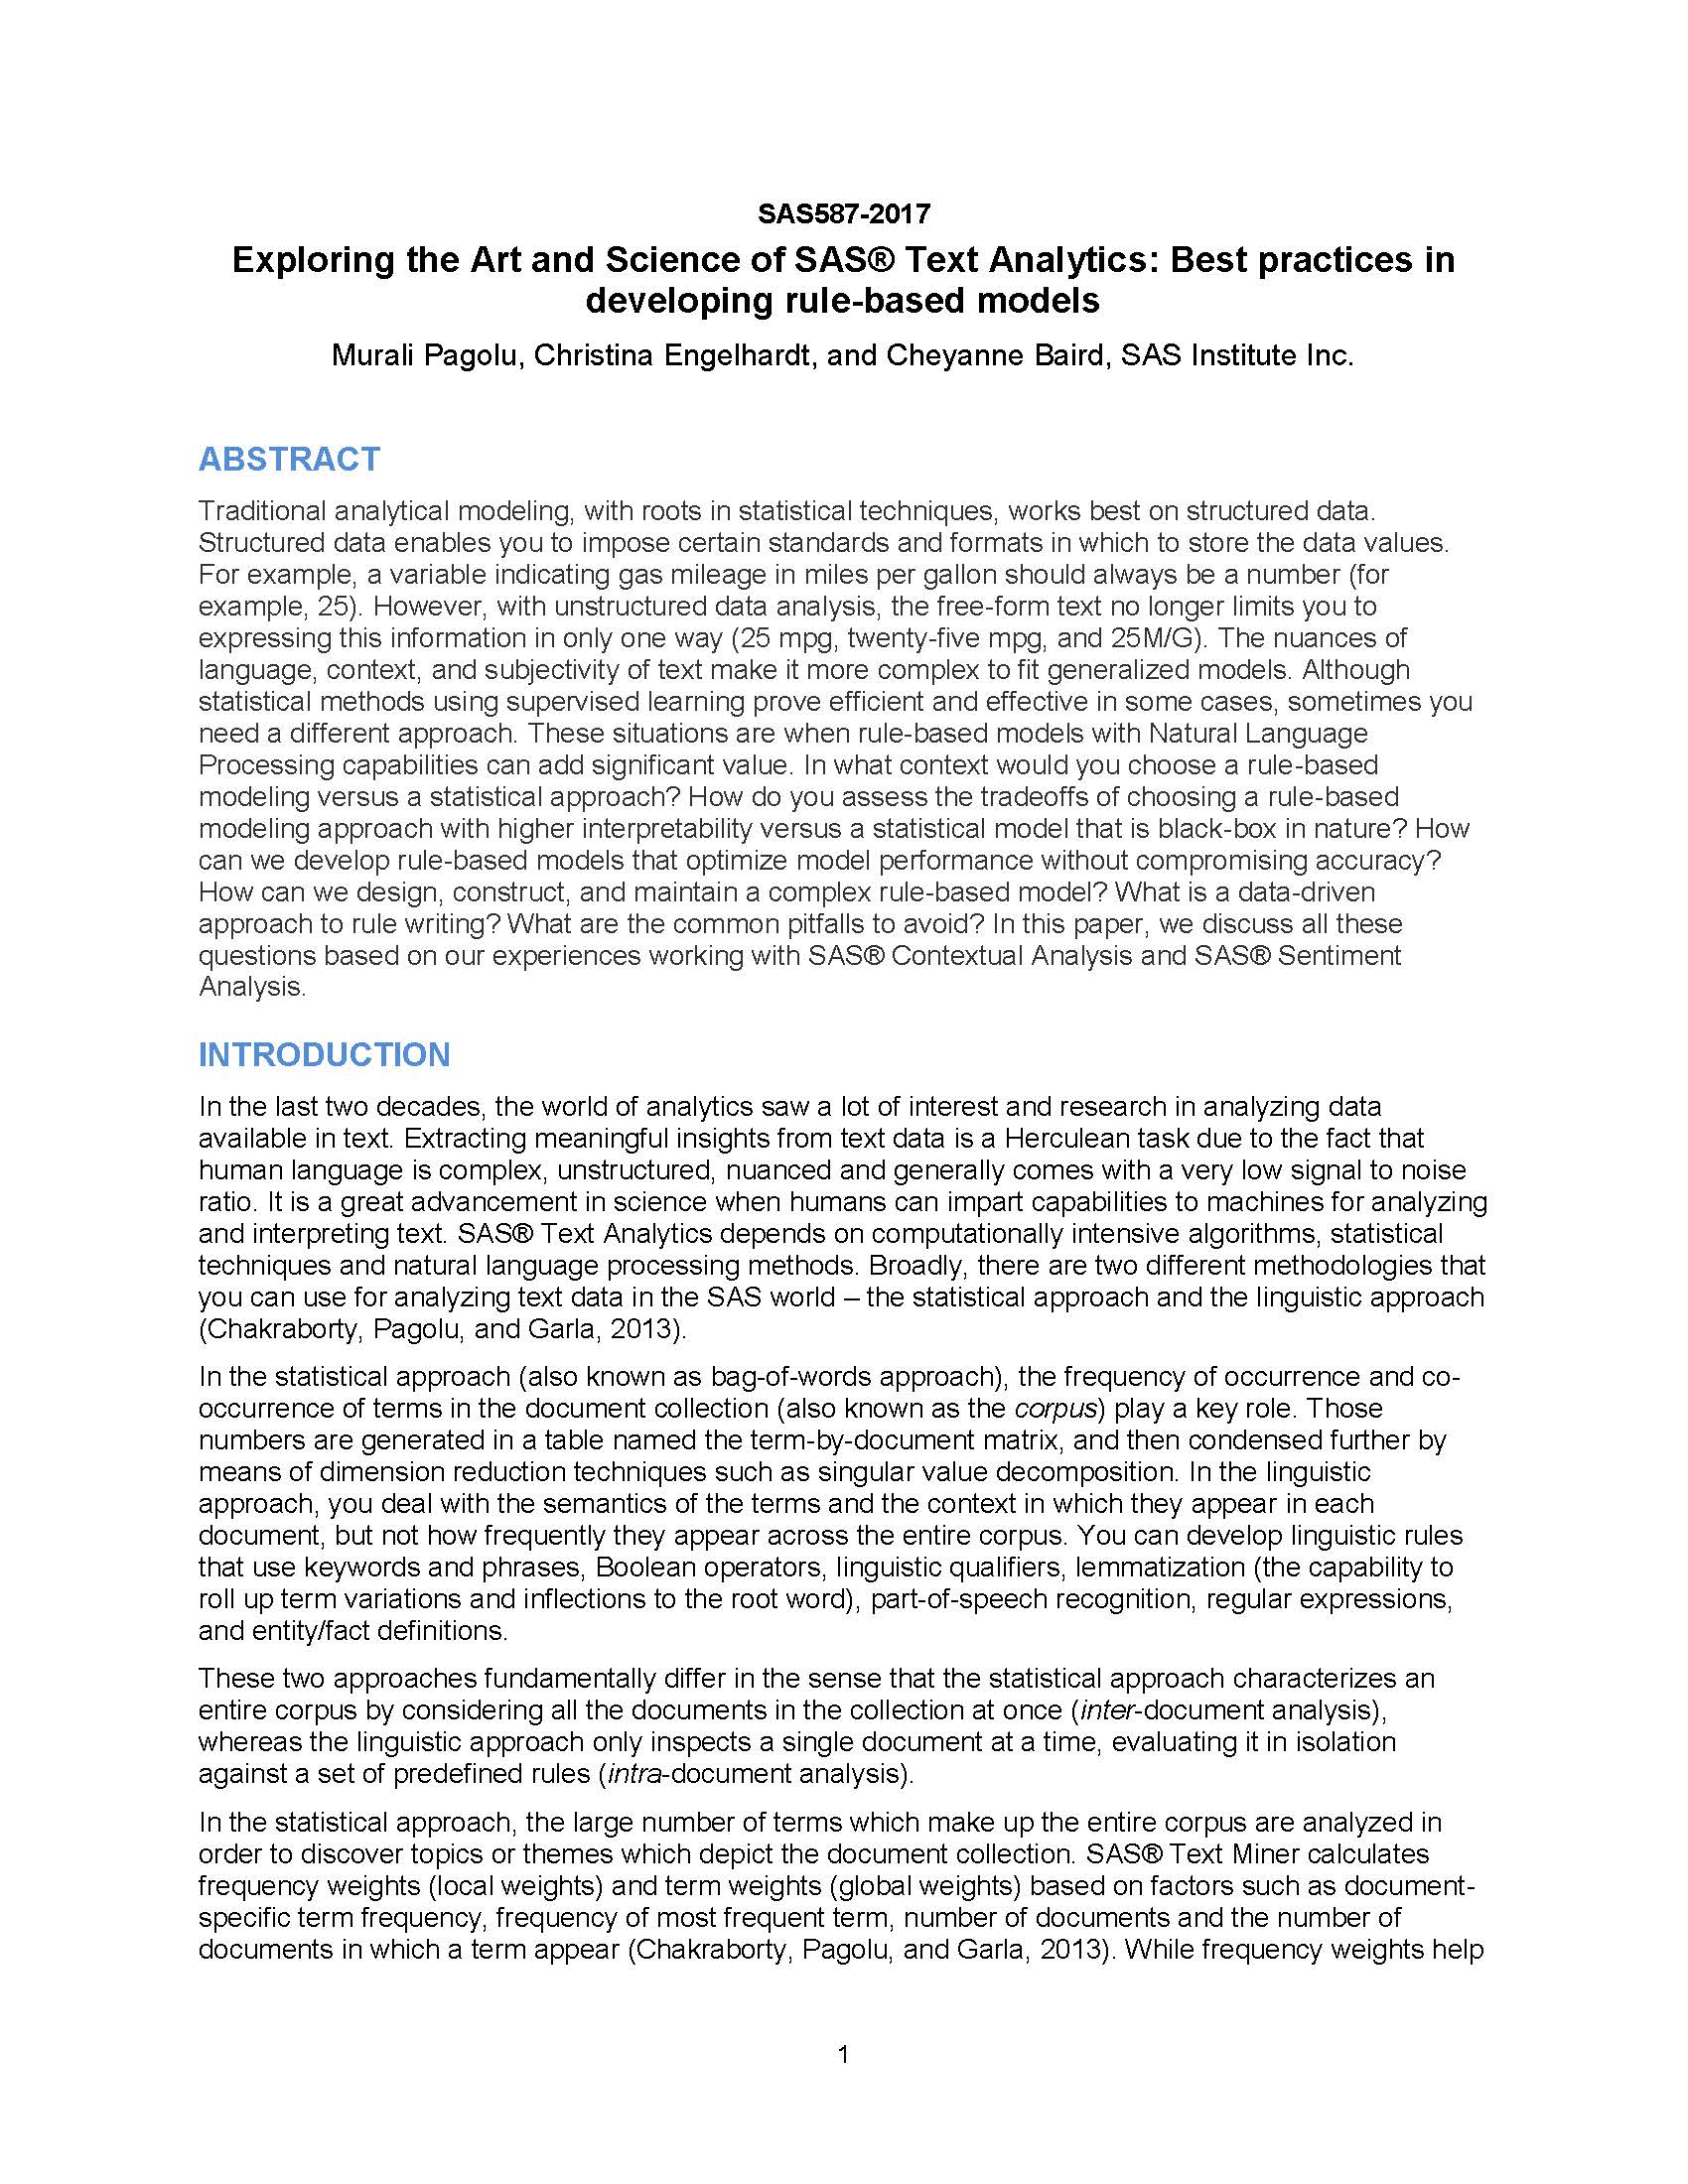 SAS587-2017
Exploring the Art and Science of SAS® Text Analytics: Best practices in
developing rule-based models
Murali Pagolu, Christina Engelhardt, and Cheyanne Baird, SAS Institute Inc.
ABSTRACT
Traditional analytical modeling, with roots in statistical techniques, works best on structured data.
Structured data enables you to impose certain standards and formats in which to store the data values.
For example, a variable indicating gas mileage in miles per gallon should always be a number (for
example, 25). However, with unstructured data analysis, the free-form text no longer limits you to
expressing this information in only one way (25 mpg, twenty-five mpg, and 25M/G). The nuances of
language, context, and subjectivity of text make it more complex to fit generalized models. Although
statistical methods using supervised learning prove efficient and effective in some cases, sometimes you
need a different approach. These situations are when rule-based models with Natural Language
Processing capabilities can add significant value. In what context would you choose a rule-based
modeling versus a statistical approach? How do you assess the tradeoffs of choosing a rule-based
modeling approach with higher interpretability versus a statistical model that is black-box in nature? How
can we develop rule-based models that optimize model performance without compromising accuracy?
How can we design, construct, and maintain a complex rule-based model? What is a data-driven
approach to rule writing? What are the common pitfalls to avoid? In this paper, we discuss all these
questions based on our experiences working with SAS® Contextual Analysis and SAS® Sentiment
Analysis.
INTRODUCTION
In the last two decades, the world of analytics saw a lot of interest and research in analyzing data
available in text. Extracting meaningful insights from text data is a Herculean task due to the fact that
human language is complex, unstructured, nuanced and generally comes with a very low signal to noise
ratio. It is a great advancement in science when humans can impart capabilities to machines for analyzing
and interpreting text. SAS® Text Analytics depends on computationally intensive algorithms, statistical
techniques and natural language processing methods. Broadly, there are two different methodologies that
you can use for analyzing text data in the SAS world – the statistical approach and the linguistic approach
(Chakraborty, Pagolu, and Garla, 2013).
In the statistical approach (also known as bag-of-words approach), the frequency of occurrence and co-
occurrence of terms in the document collection (also known as the corpus) play a key role. Those
numbers are generated in a table named the term-by-document matrix, and then condensed further by
means of dimension reduction techniques such as singular value decomposition. In the linguistic
approach, you deal with the semantics of the terms and the context in which they appear in each
document, but not how frequently they appear across the entire corpus. You can develop linguistic rules
that use keywords and phrases, Boolean operators, linguistic qualifiers, lemmatization (the capability to
roll up term variations and inflections to the root word), part-of-speech recognition, regular expressions,
and entity/fact definitions.
These two approaches fundamentally differ in the sense that the statistical approach characterizes an
entire corpus by considering all the documents in the collection at once (inter-document analysis),
whereas the linguistic approach only inspects a single document at a time, evaluating it in isolation
against a set of predefined rules (intra-document analysis).
In the statistical approach, the large number of terms which make up the entire corpus are analyzed in
order to discover topics or themes which depict the document collection. SAS® Text Miner calculates
frequency weights (local weights) and term weights (global weights) based on factors such as document-
specific term frequency, frequency of most frequent term, number of documents and the number of
documents in which a term appear (Chakraborty, Pagolu, and Garla, 2013). While frequency weights help
1